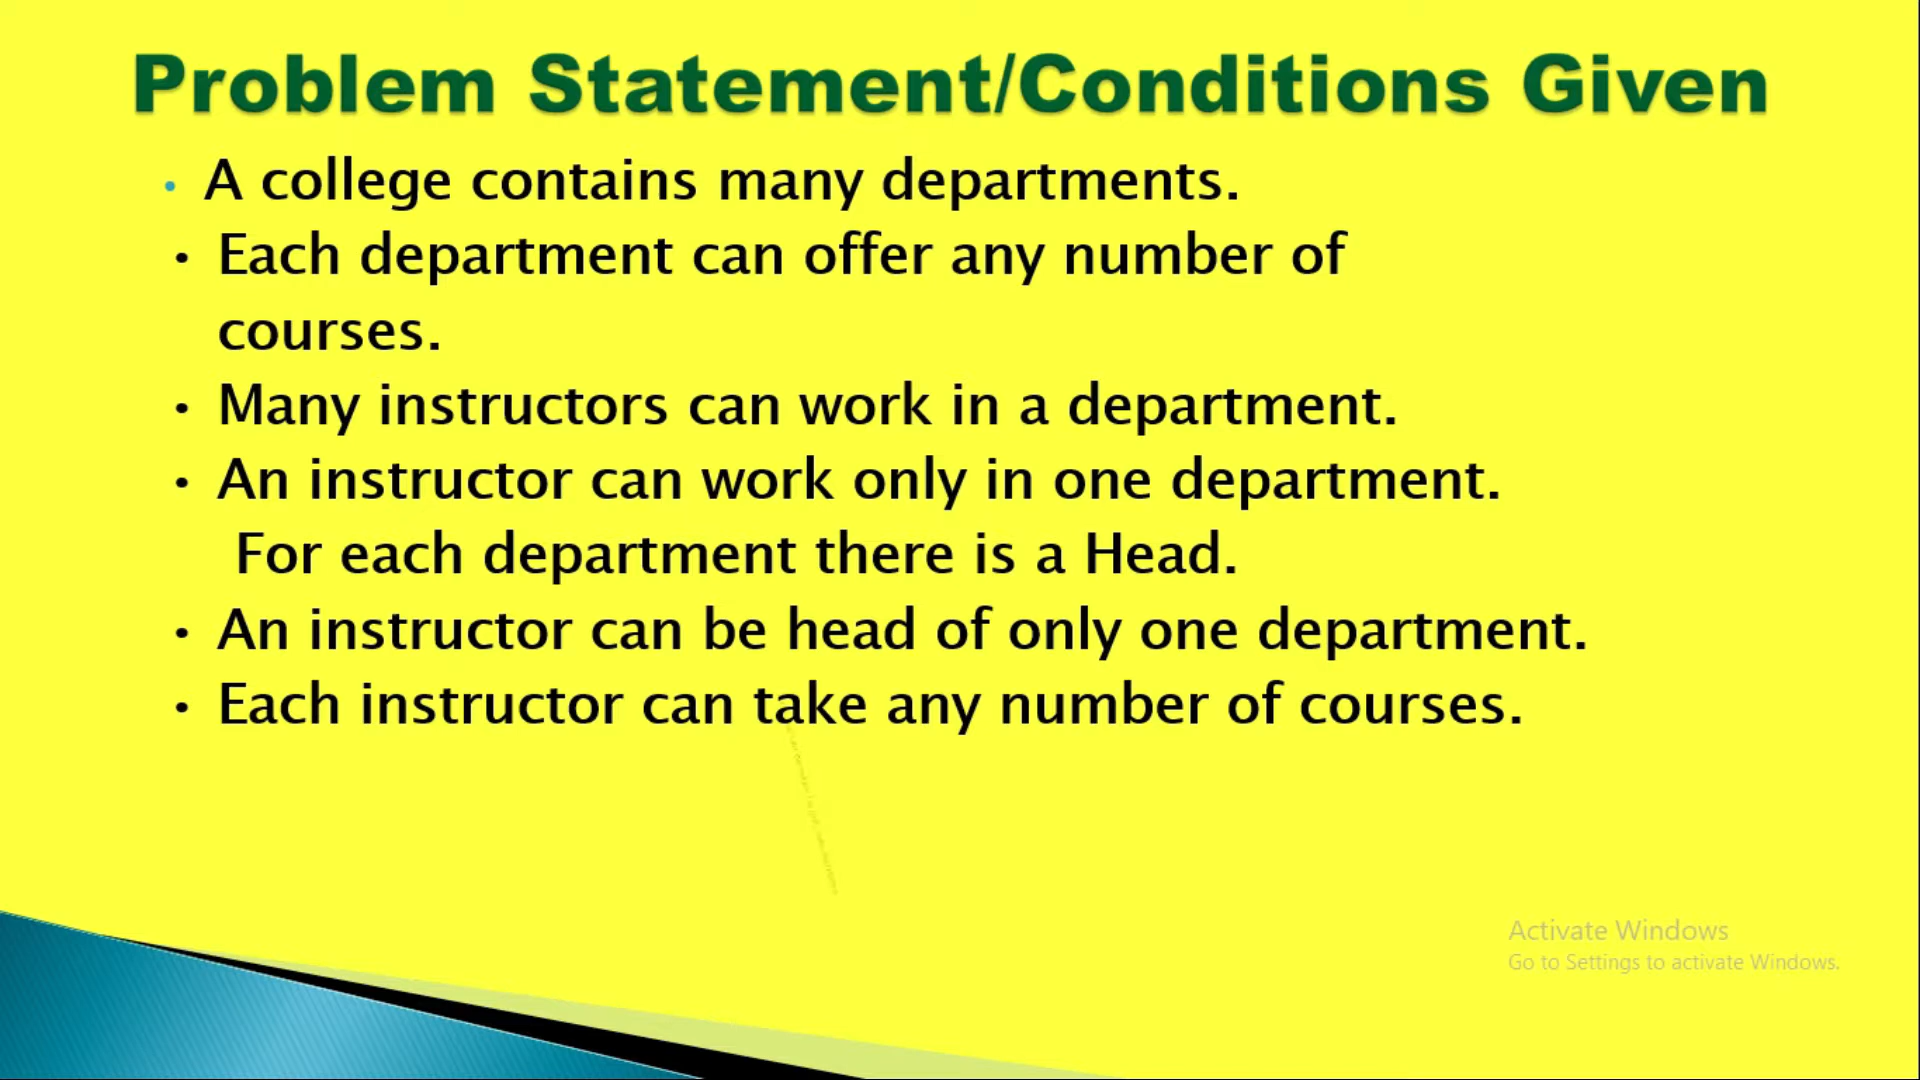 Problem Statement/Conditions Given
• A college contains many departments.
• Each department can offer any number of
courses.
• Many instructors can work in a department.
• An instructor can work only in one department.
For each department there is a Head.
• An instructor can be head of only one department.
• Each instructor can take any number of courses.
Activate Windows
Go to Settings to activate Windows.